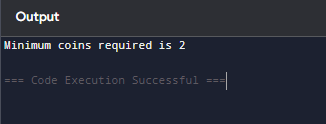 Output
Minimum coins required is 2
=== Code Execution Successful ===